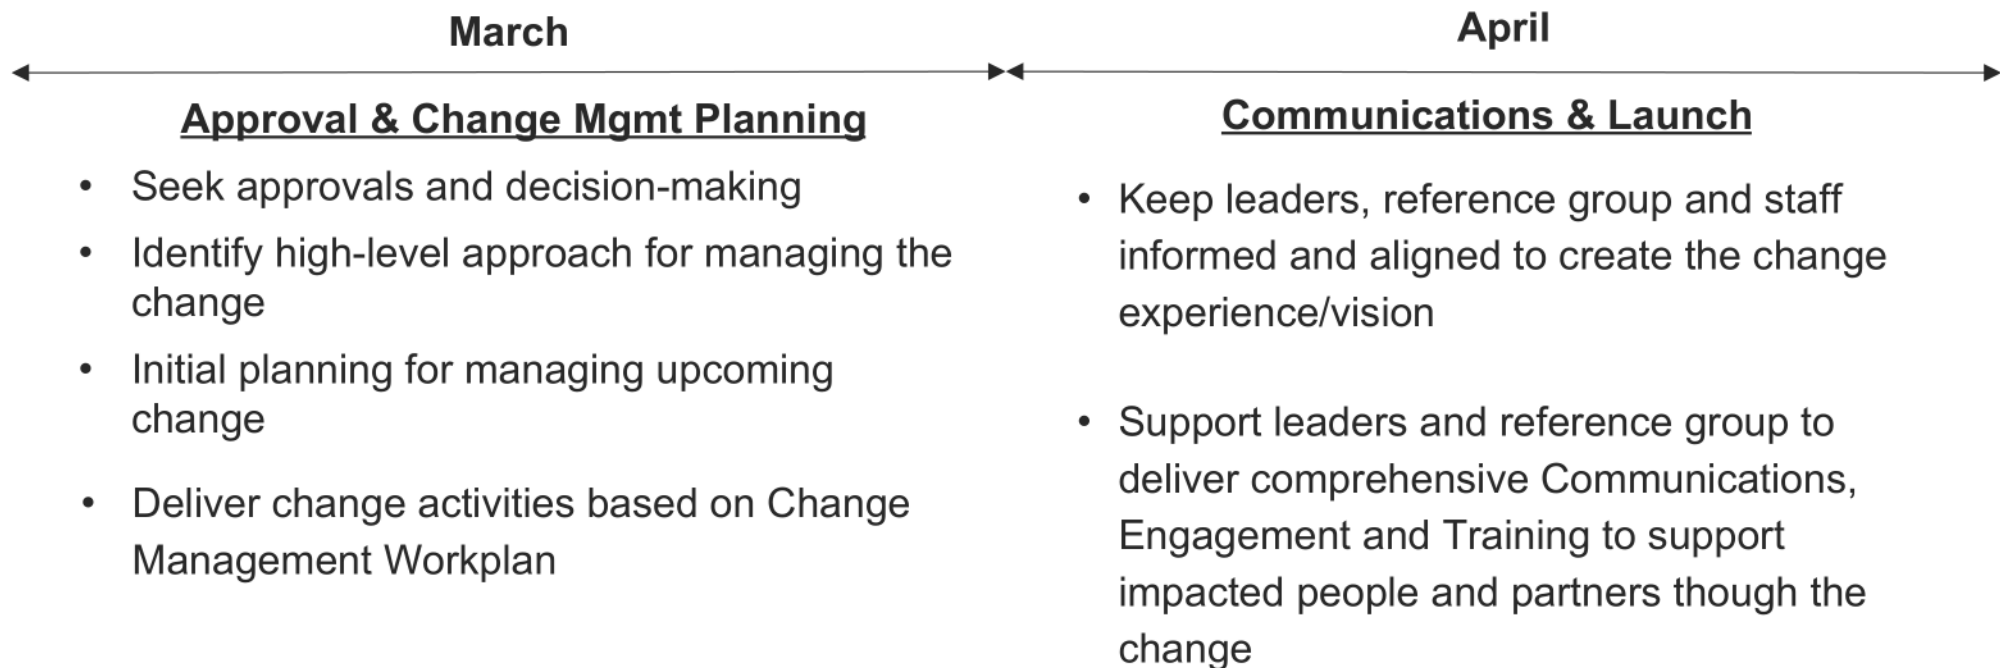 March
Approval & Change Mgmt Planning
• Seek approvals and decision-making
• Identify high-level approach for managing the
change
• Initial planning for managing upcoming
change
• Deliver change activities based on Change
Management Workplan
April
Communications & Launch
• Keep leaders, reference group and staff
informed and aligned to create the change
experience/vision
• Support leaders and reference group to
deliver comprehensive Communications,
Engagement and Training to support
impacted people and partners though the
change